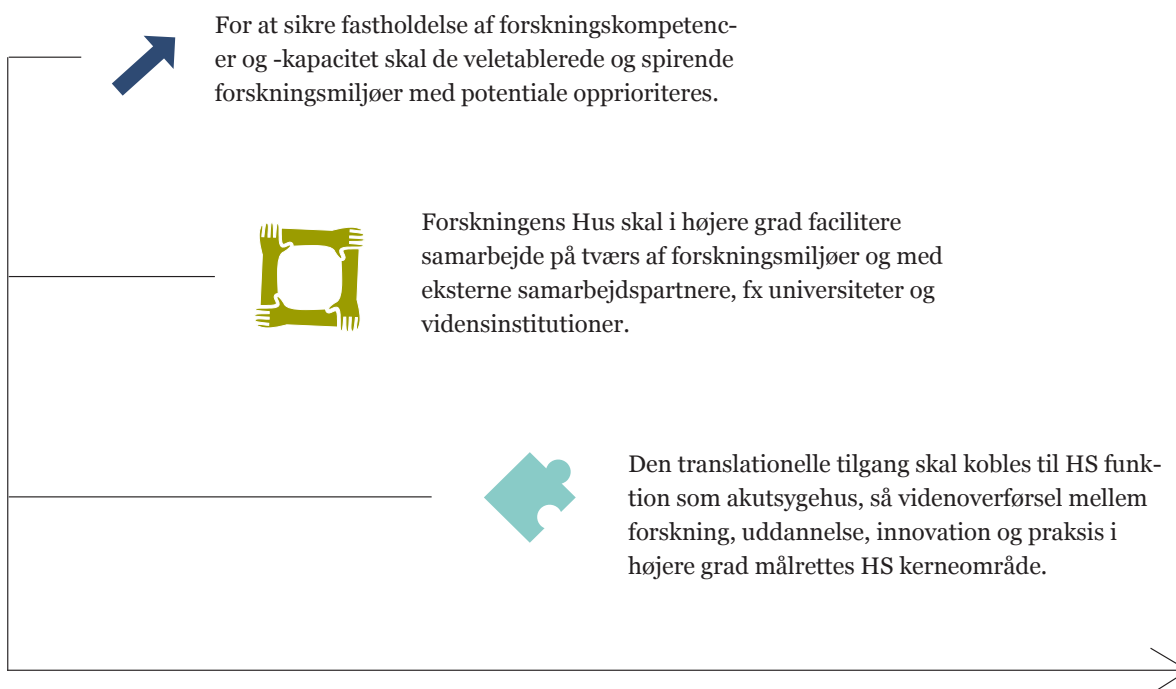 For at sikre fastholdelse af forskningskompetenc-
er og -kapacitet skal de veletablerede og spirende
forskningsmiljøer med potentiale opprioriteres.
Forskningens Hus skal i højere grad facilitere
samarbejde på tværs af forskningsmiljøer og med
eksterne samarbejdspartnere, fx universiteter og
vidensinstitutioner.
Den translationelle tilgang skal kobles til HS funk-
tion som akutsygehus, så videnoverførsel mellem
forskning, uddannelse, innovation og praksis i
højere grad målrettes HS kerneområde.